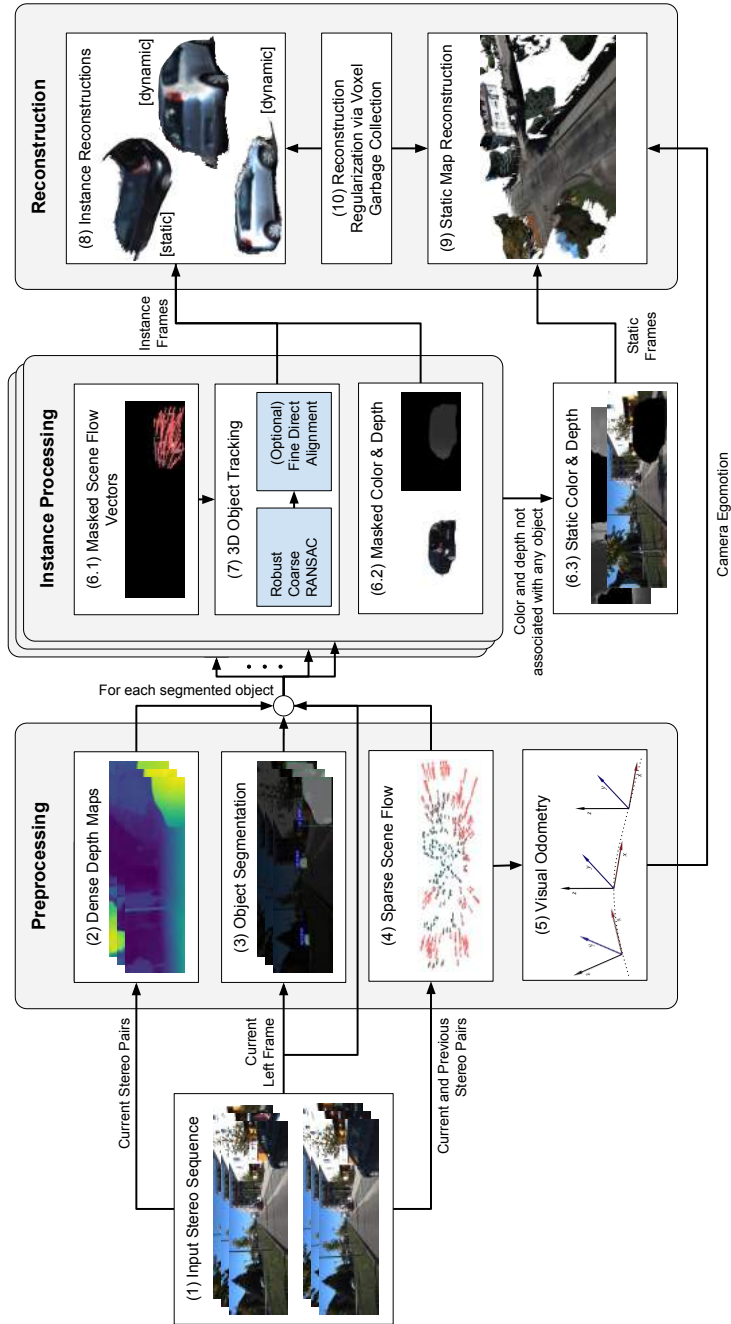 (1) Input Stereo Sequence
Current Stereo Pairs
Current
Left Frame
Current and Previous
Stereo Pairs
Preprocessing
(2) Dense Depth Maps
(3) Object Segmentation
(4) Sparse Scene Flow
(5) Visual Odometry
For each segmented object
Instance Processing
(6.1) Masked Scene Flow
Vectors
(7) 3D Object Tracking
Robust
Coarse
RANSAC
(Optional)
Fine Direct
Alignment
(6.2) Masked Color & Depth
Color and depth not
associated with any object
(6.3) Static Color & Depth
Instance
Frames
Static
Frames
Camera Egomotion
Reconstruction
(8) Instance Reconstructions
[static]
[dynamic]
[dynamic]
(10) Reconstruction
Regularization via Voxel
Garbage Collection
(9) Static Map Reconstruction